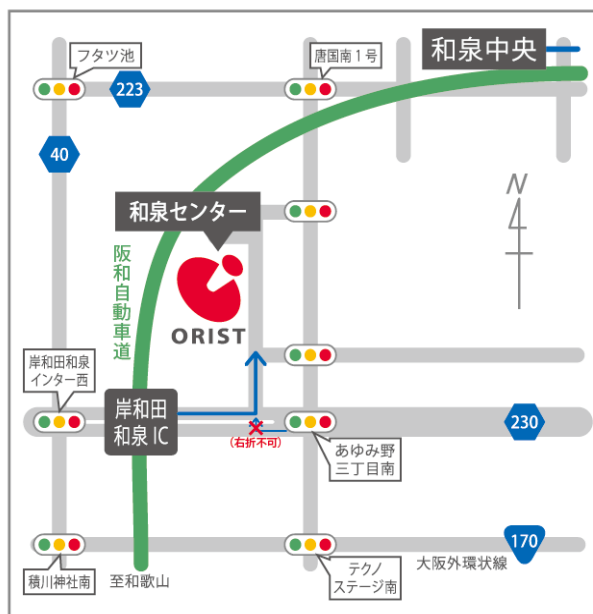 フタツ池
唐国南1号
和泉中央
223
40
N
和泉センター
阪和自動車道
ORIST
岸和田和泉
インター西
岸和田
和泉IC
(右折不可)
あゆみ野
三丁目南
230
170
積川神社南
至和歌山
テクノ
ステージ南
大阪外環状線